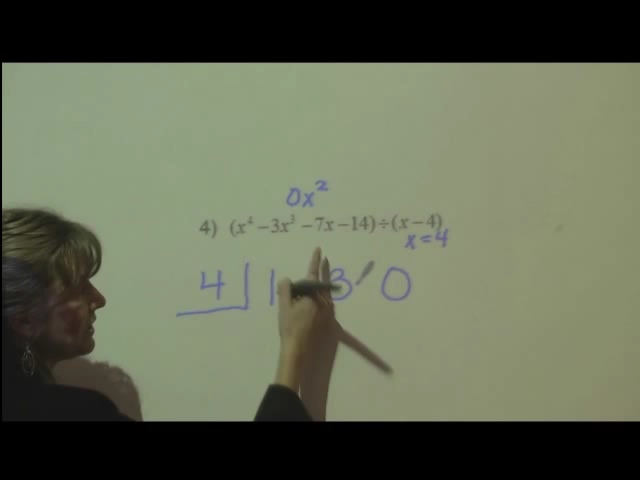 0x²
4) (x⁴ – 3x³ – 7x – 14) ÷ (x – 4)
x = 4
4 1 3 0